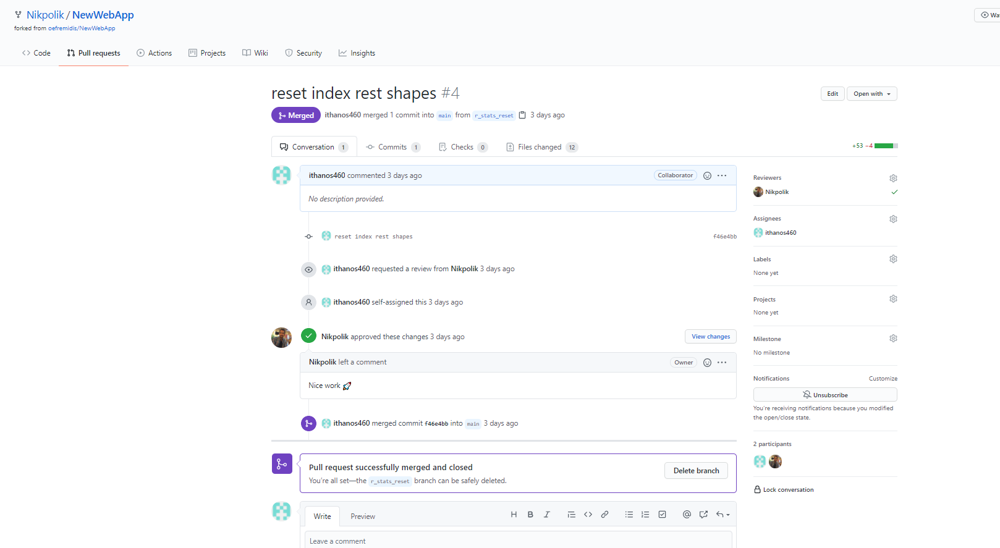 Nikpolik / NewWebApp
forked from oefremidis/NewWebApp
Code Pull requests Actions Projects Wiki Security Insights
reset index rest shapes #4
Edit Open with
Merged ithanos460 merged 1 commit into main from r_stats_reset 3 days ago
Conversation 1 Commits 1 Checks 0 Files changed 12
+53 −4
ithanos460 commented 3 days ago
Collaborator
No description provided.
reset index rest shapes f46e4bb
ithanos460 requested a review from Nikpolik 3 days ago
ithanos460 self-assigned this 3 days ago
Nikpolik approved these changes 3 days ago
View changes
Nikpolik left a comment
Owner
Nice work 🚀
ithanos460 merged commit f46e4bb into main 3 days ago
Pull request successfully merged and closed
You're all set—the r_stats_reset branch can be safely deleted.
Delete branch
Write Preview
Leave a comment
Reviewers
Nikpolik
Assignees
ithanos460
Labels
None yet
Projects
None yet
Milestone
No milestone
Notifications Customize
Unsubscribe
You're receiving notifications because you modified
the open/close state.
2 participants
Lock conversation